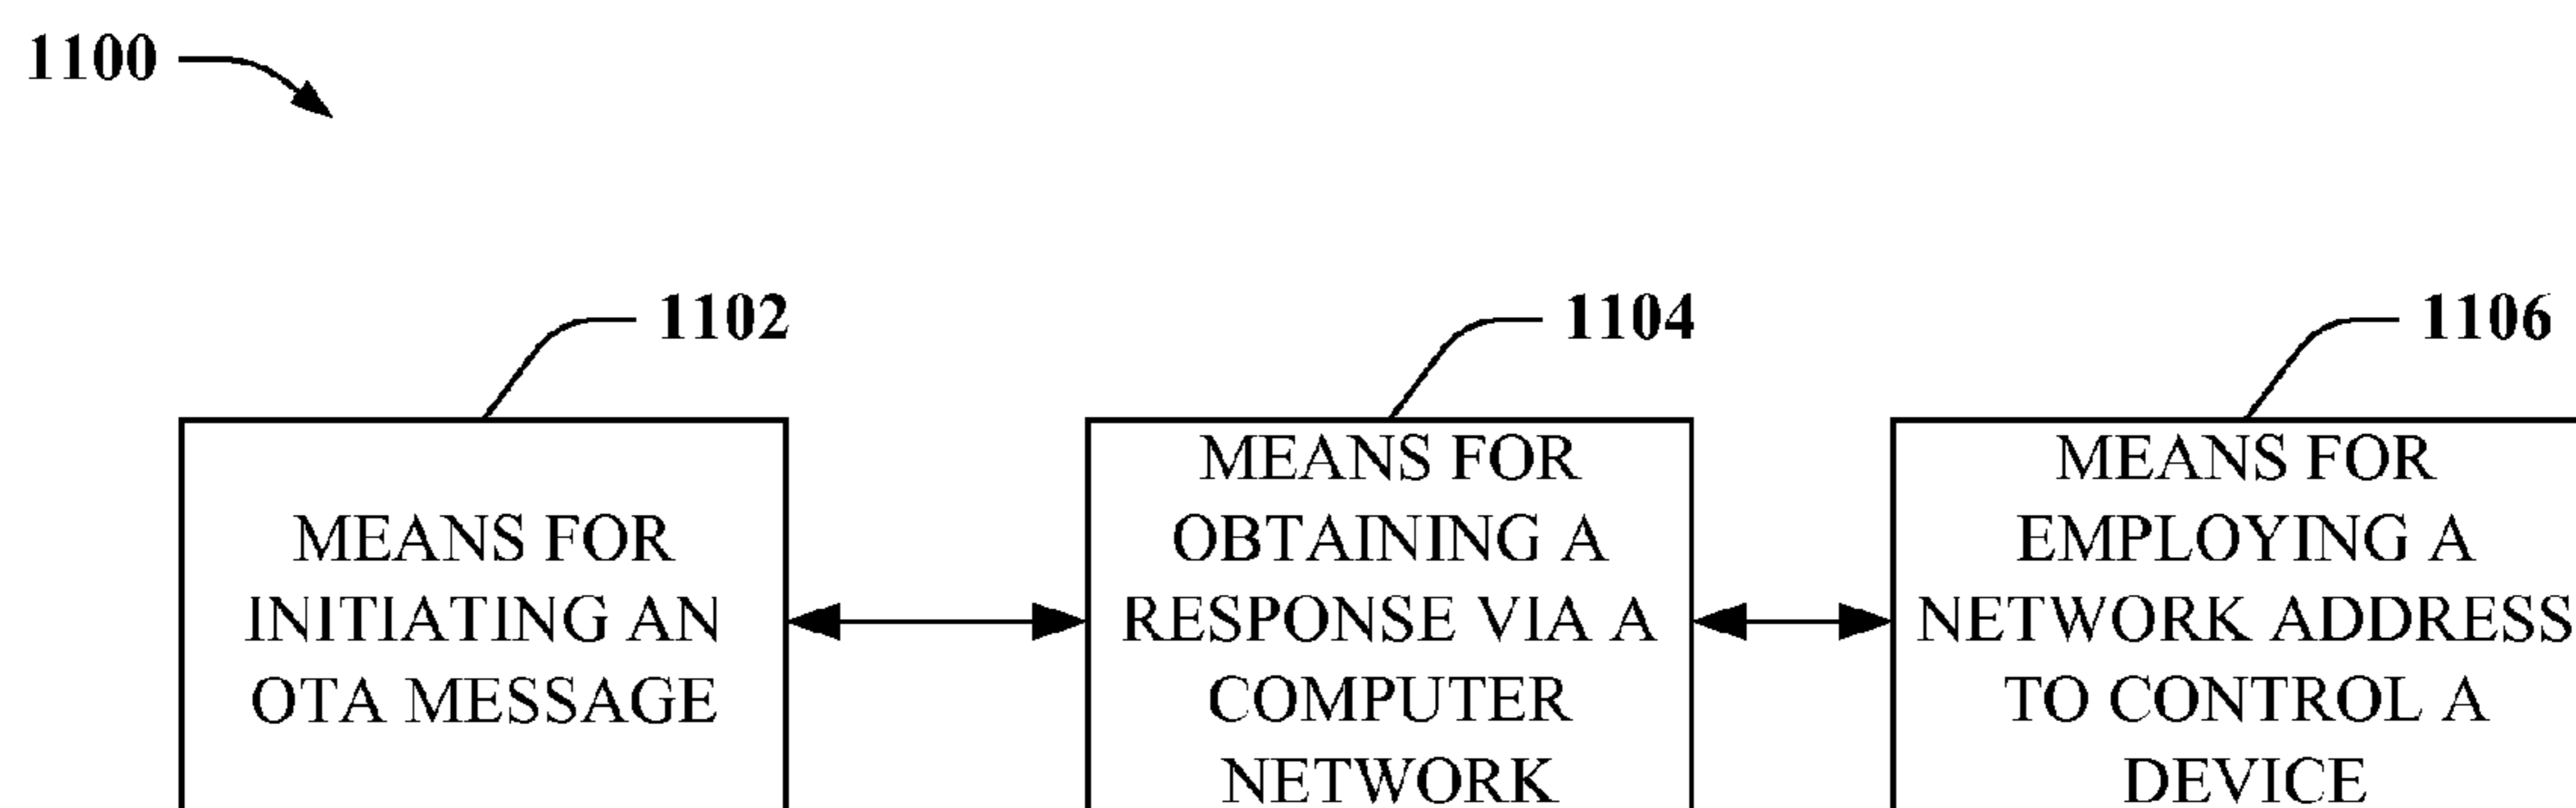 1100
1102
1104
1106
MEANS FOR
INITIATING AN
OTA MESSAGE
MEANS FOR
OBTAINING A
RESPONSE VIA A
COMPUTER
NETWORK
MEANS FOR
EMPLOYING A
NETWORK ADDRESS
TO CONTROL A
DEVICE